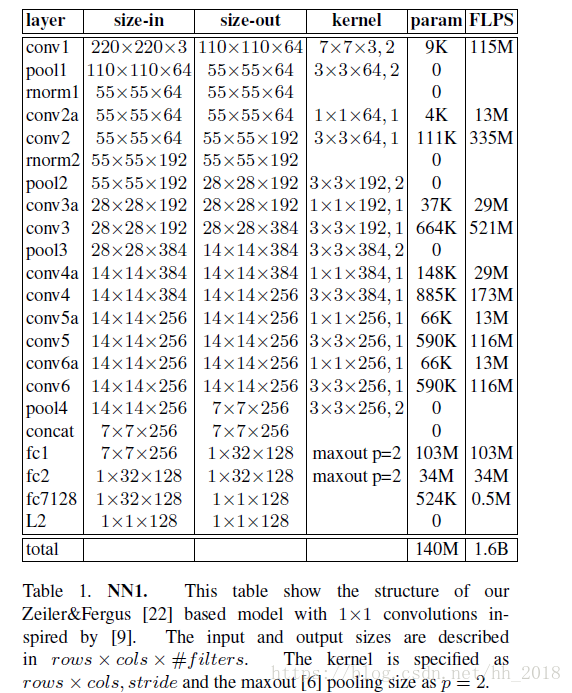 layer size-in size-out kernel param FLPS
conv1 220×220×3 110×110×64 7×7×3, 2 9K 115M
pool1 110×110×64 55×55×64 3×3×64, 2 0
rnorm1 55×55×64 55×55×64 0
conv2a 55×55×64 55×55×64 1×1×64, 1 4K 13M
conv2 55×55×64 55×55×192 3×3×64, 1 111K 335M
rnorm2 55×55×192 55×55×192 0
pool2 55×55×192 28×28×192 3×3×192, 2 0
conv3a 28×28×192 28×28×192 1×1×192, 1 37K 29M
conv3 28×28×192 28×28×384 3×3×192, 1 664K 521M
pool3 28×28×384 14×14×384 3×3×384, 2 0
conv4a 14×14×384 14×14×384 1×1×384, 1 148K 29M
conv4 14×14×384 14×14×256 3×3×384, 1 885K 173M
conv5a 14×14×256 14×14×256 1×1×256, 1 66K 13M
conv5 14×14×256 14×14×256 3×3×256, 1 590K 116M
conv6a 14×14×256 14×14×256 1×1×256, 1 66K 13M
conv6 14×14×256 14×14×256 3×3×256, 1 590K 116M
pool4 14×14×256 7×7×256 3×3×256, 2 0
concat 7×7×256 7×7×256 0
fc1 7×7×256 1×32×128 maxout p=2 103M 103M
fc2 1×32×128 1×32×128 maxout p=2 34M 34M
fc7128 1×32×128 1×1×128 524K 0.5M
L2 1×1×128 1×1×128 0
total 140M 1.6B
Table 1. NN1. This table show the structure of our
Zeiler&Fergus [22] based model with 1×1 convolutions in-
spired by [9]. The input and output sizes are described
in rows × cols × #filters. The kernel is specified as
rows × cols, stride and the maxout [6] pooling size as p = 2.
https://blog.csdn.net/hh_2018